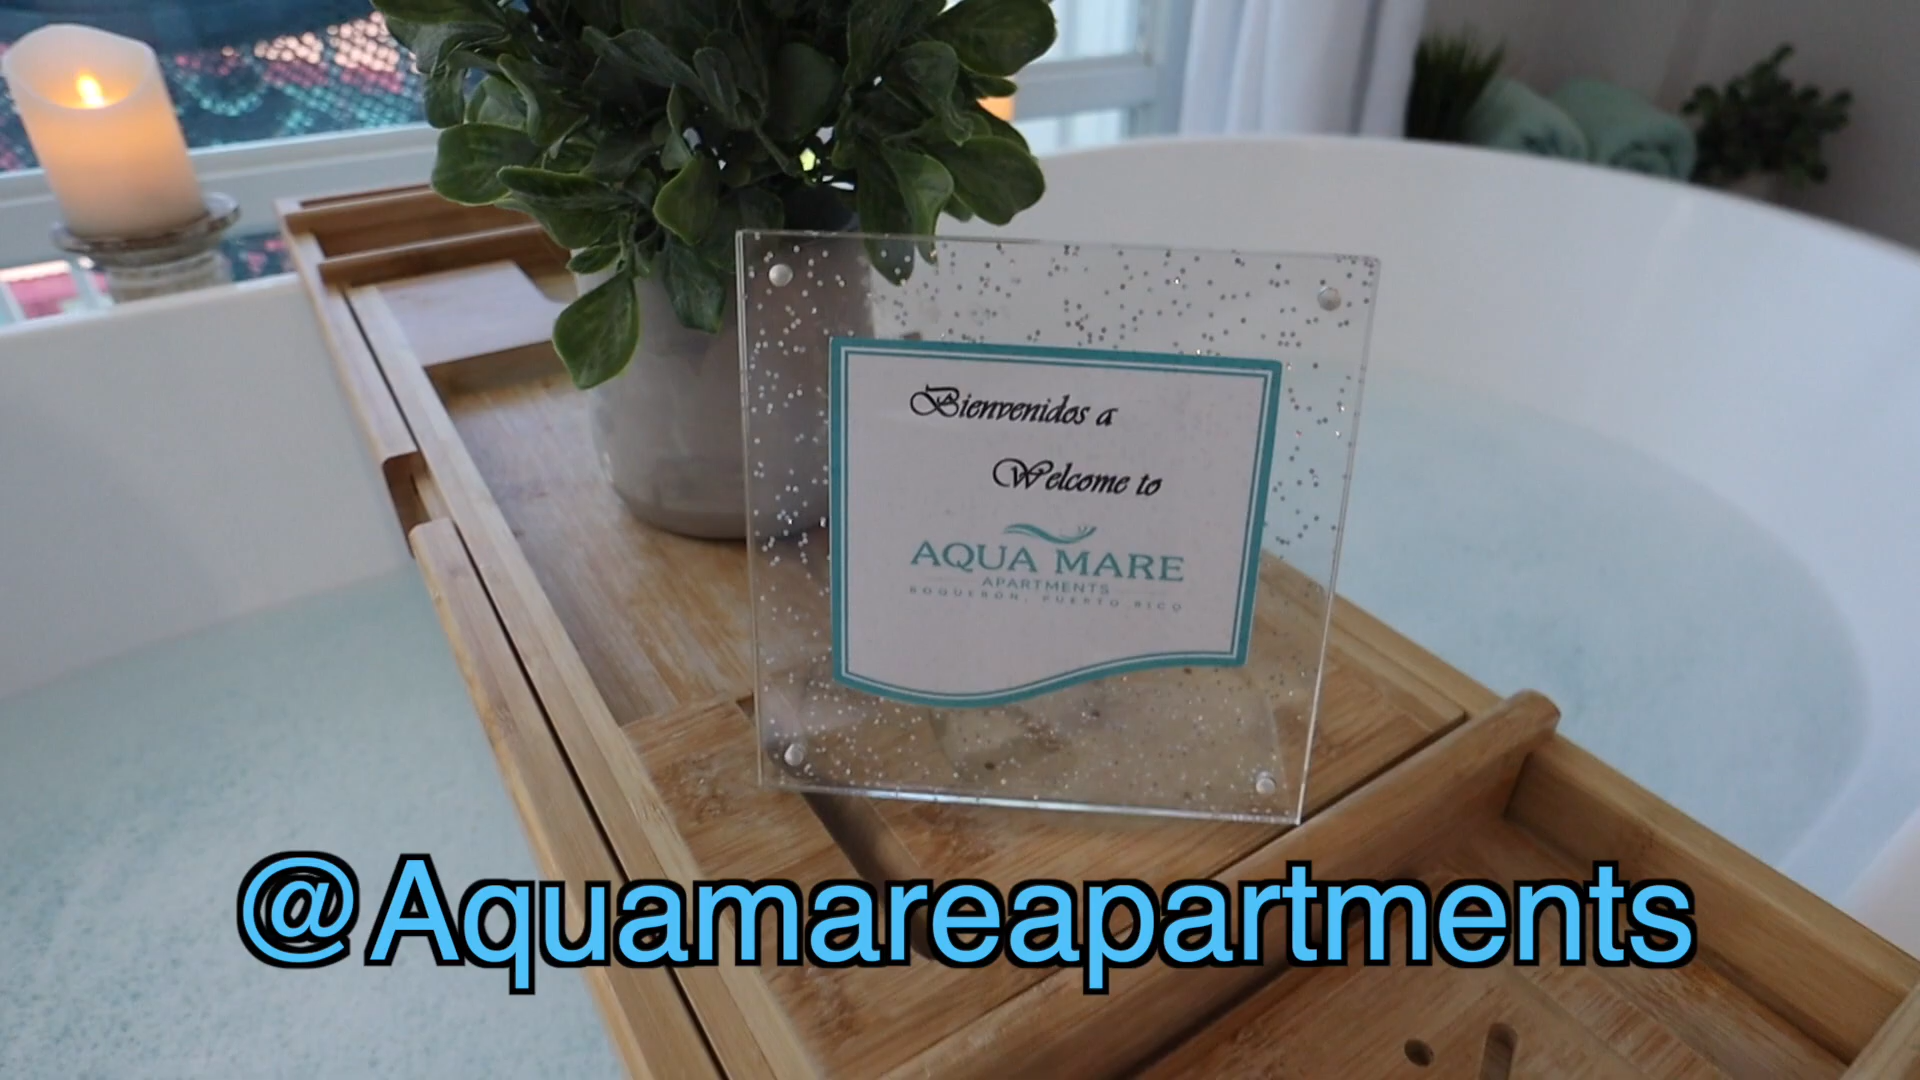 Bienvenidos a
Welcome to
AQUA MARE
APARTMENTS
BOQUERÓN, PUERTO RICO
@Aquamareapartments